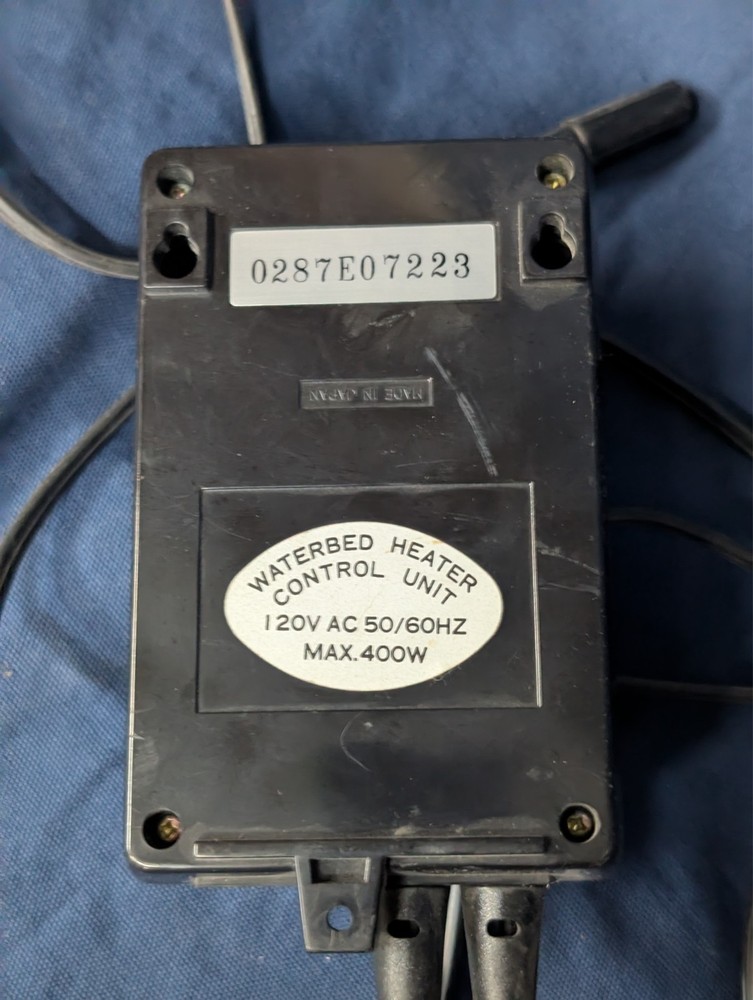 0287E07223
MADE IN JAPAN
WATERBED HEATER
CONTROL UNIT
120V AC 50/60HZ
MAX.400W